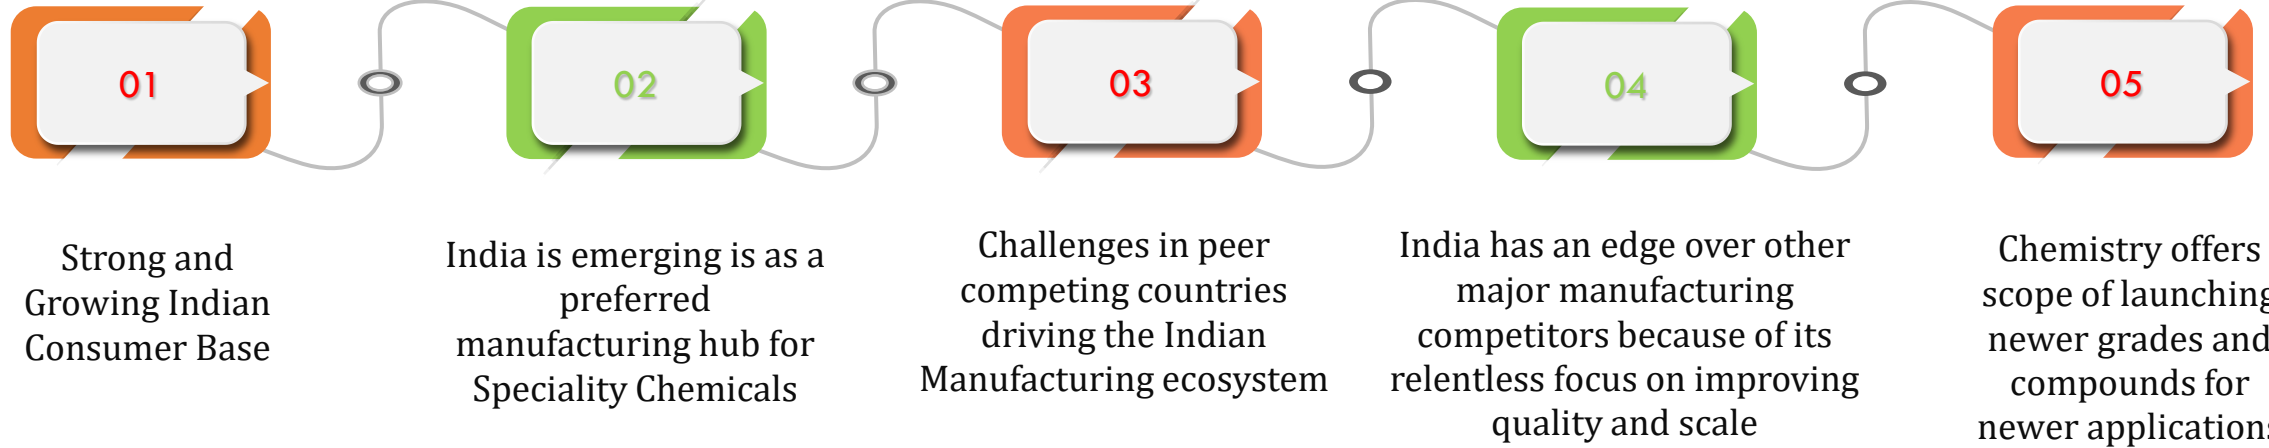 01
Strong and
Growing Indian
Consumer Base
02
India is emerging is as a
preferred
manufacturing hub for
Speciality Chemicals
03
Challenges in peer
competing countries
driving the Indian
Manufacturing ecosystem
04
India has an edge over other
major manufacturing
competitors because of its
relentless focus on improving
quality and scale
05
Chemistry offers
scope of launching
newer grades and
compounds for
newer applications